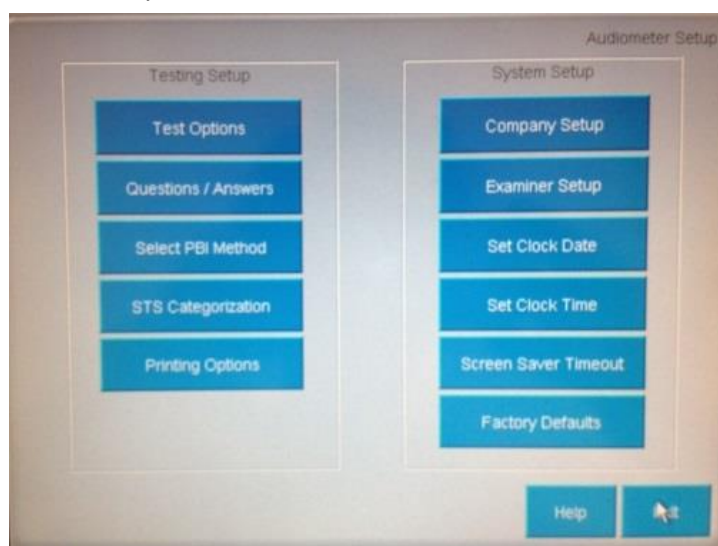 Audiometer Setup
Testing Setup
Test Options
Questions / Answers
Select PBI Method
STS Categorization
Printing Options
System Setup
Company Setup
Examiner Setup
Set Clock Date
Set Clock Time
Screen Saver Timeout
Factory Defaults
Help